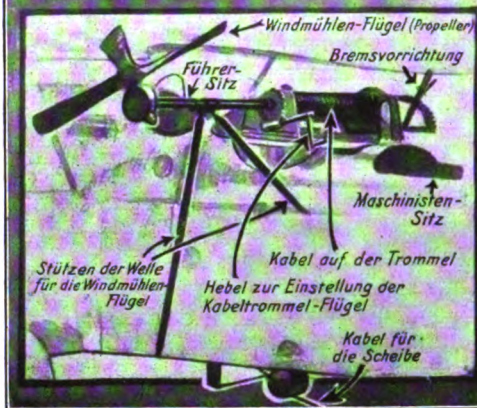 Windmühlen-Flügel (Propeller)
Bremsvorrichtung
Führer-
Sitz
Maschinisten-
Sitz
Kabel auf der Trommel
Stützen der Welle
für die Windmühlen-
Flügel
Hebel zur Einstellung der
Kabeltrommel-Flügel
Kabel für
die Scheibe